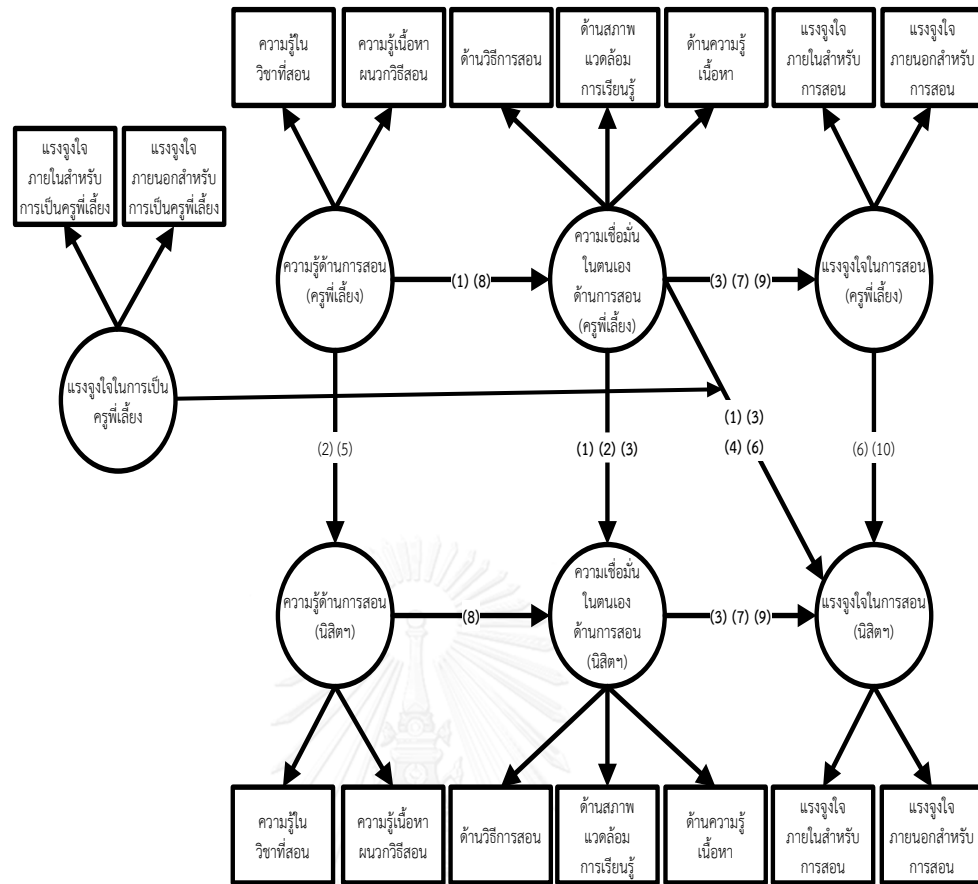 ความรู้ใน
วิชาที่สอน
ความรู้เนื้อหา
ผนวกวิธีสอน
ด้านวิธีการสอน
ด้านสภาพ
แวดล้อม
การเรียนรู้
ด้านความรู้
เนื้อหา
แรงจูงใจ
ภายในสำหรับ
การสอน
แรงจูงใจ
ภายนอกสำหรับ
การสอน
แรงจูงใจ
ภายในสำหรับ
การเป็นครูพี่เลี้ยง
แรงจูงใจ
ภายนอกสำหรับ
การเป็นครูพี่เลี้ยง
ความรู้ด้านการสอน
(ครูพี่เลี้ยง)
(1) (8)
ความเชื่อมั่น
ในตนเอง
ด้านการสอน
(ครูพี่เลี้ยง)
(3) (7) (9)
แรงจูงใจในการสอน
(ครูพี่เลี้ยง)
แรงจูงใจในการเป็น
ครูพี่เลี้ยง
(2) (5)
(1) (2) (3)
(1) (3)
(4) (6)
(6) (10)
ความรู้ด้านการสอน
(นิสิตฯ)
(8)
ความเชื่อมั่น
ในตนเอง
ด้านการสอน
(นิสิตฯ)
(3) (7) (9)
แรงจูงใจในการสอน
(นิสิตฯ)
ความรู้ใน
วิชาที่สอน
ความรู้เนื้อหา
ผนวกวิธีสอน
ด้านวิธีการสอน
ด้านสภาพ
แวดล้อม
การเรียนรู้
ด้านความรู้
เนื้อหา
แรงจูงใจ
ภายในสำหรับ
การสอน
แรงจูงใจ
ภายนอกสำหรับ
การสอน